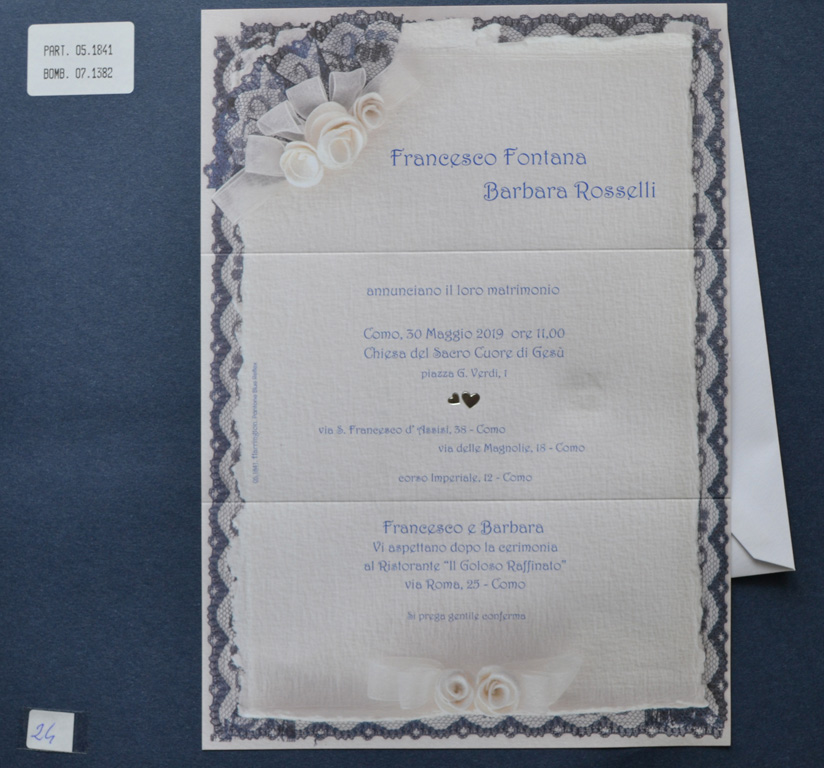 PART. 05.1841
BOMB. 07.1382
Francesco Fontana
Barbara Rosselli
annunciano il loro matrimonio
Como, 30 Maggio 2019 ore 11,00
Chiesa del Sacro Cuore di Gesù
piazza G. Verdi, 1
via S. Francesco d' Assisi, 38 - Como
via delle Magnolie, 18 - Como
corso Imperiale, 12 - Como
Francesco e Barbara
Vi aspettano dopo la cerimonia
al Ristorante "Il Goloso Raffinato"
via Roma, 25 - Como
Si prega gentile conferma
24